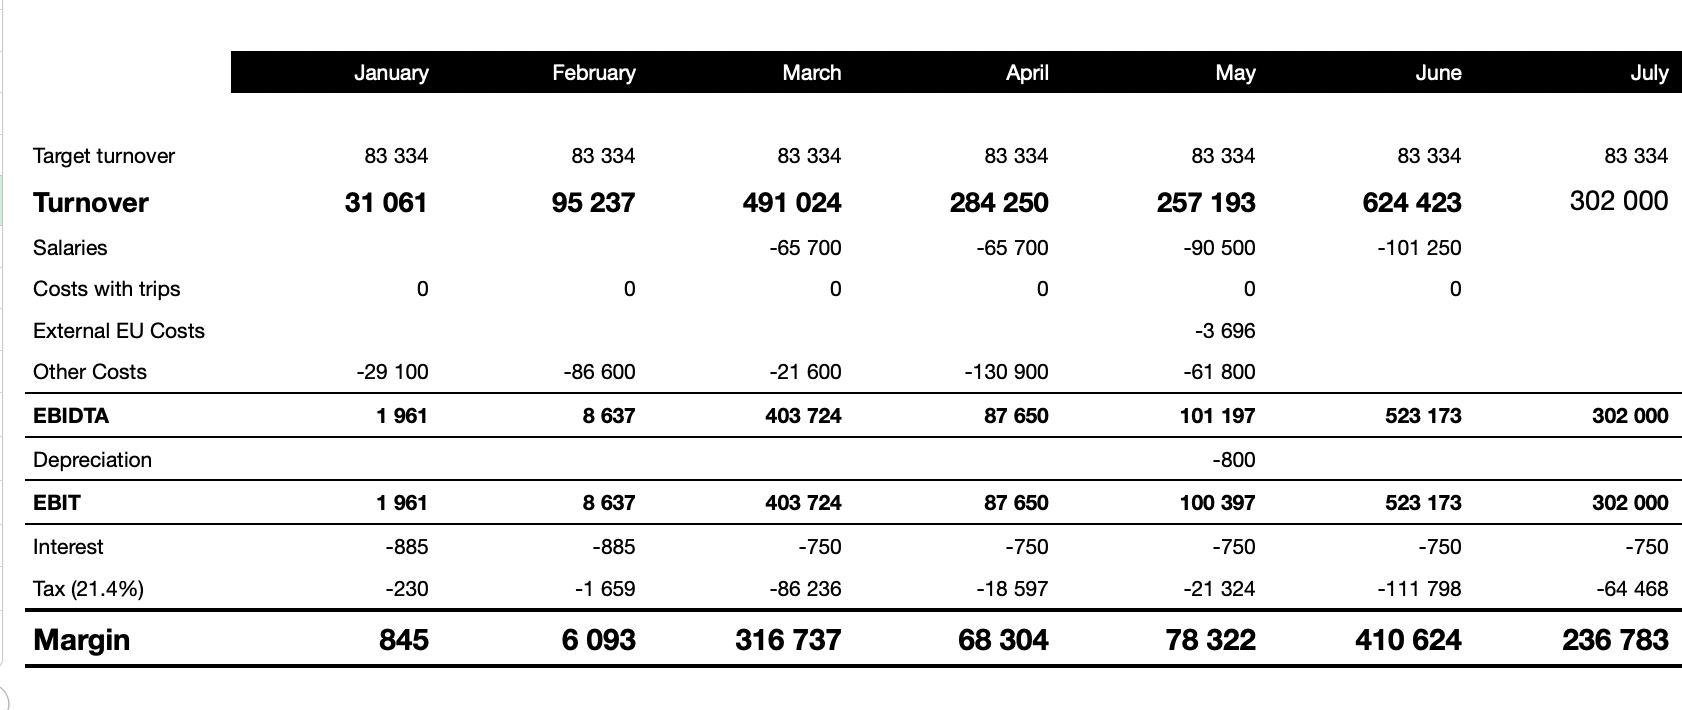 January February March April May June July
Target turnover 83 334 83 334 83 334 83 334 83 334 83 334 83 334
Turnover 31 061 95 237 491 024 284 250 257 193 624 423 302 000
Salaries -65 700 -65 700 -90 500 -101 250
Costs with trips 0 0 0 0 0 0
External EU Costs -3 696
Other Costs -29 100 -86 600 -21 600 -130 900 -61 800
EBIDTA 1 961 8 637 403 724 87 650 101 197 523 173 302 000
Depreciation -800
EBIT 1 961 8 637 403 724 87 650 100 397 523 173 302 000
Interest -885 -885 -750 -750 -750 -750 -750
Tax (21.4%) -230 -1 659 -86 236 -18 597 -21 324 -111 798 -64 468
Margin 845 6 093 316 737 68 304 78 322 410 624 236 783